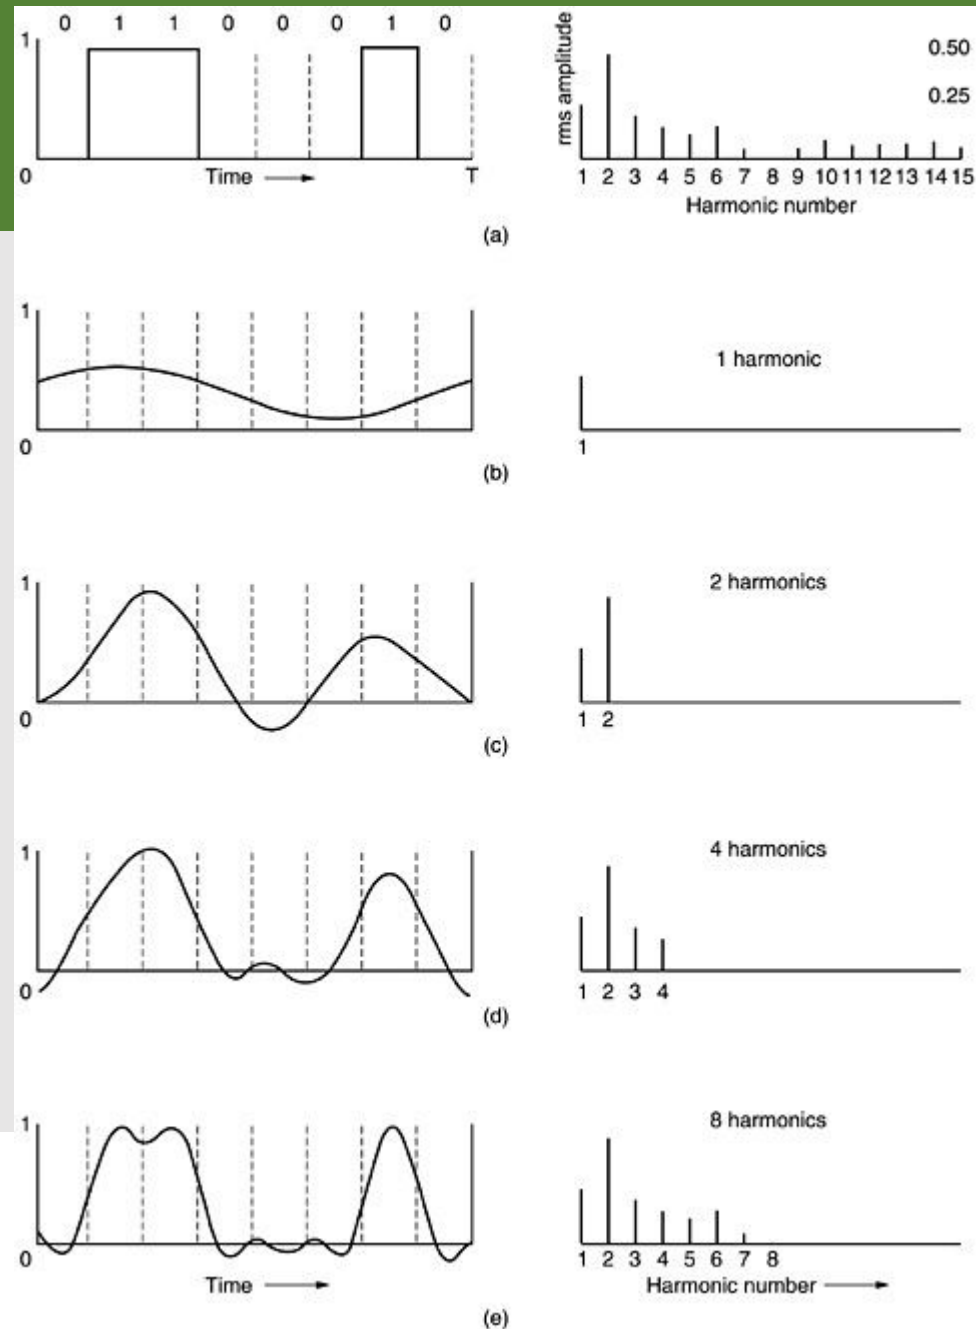 0 1 1 0 0 0 1 0
1
0
Time
T
rms amplitude
0.50
0.25
1 2 3 4 5 6 7 8 9 10 11 12 13 14 15
Harmonic number
(a)
1
0
1 harmonic
1
(b)
1
0
2 harmonics
1 2
(c)
1
0
4 harmonics
1 2 3 4
(d)
1
0
Time
8 harmonics
1 2 3 4 5 6 7 8
Harmonic number
(e)